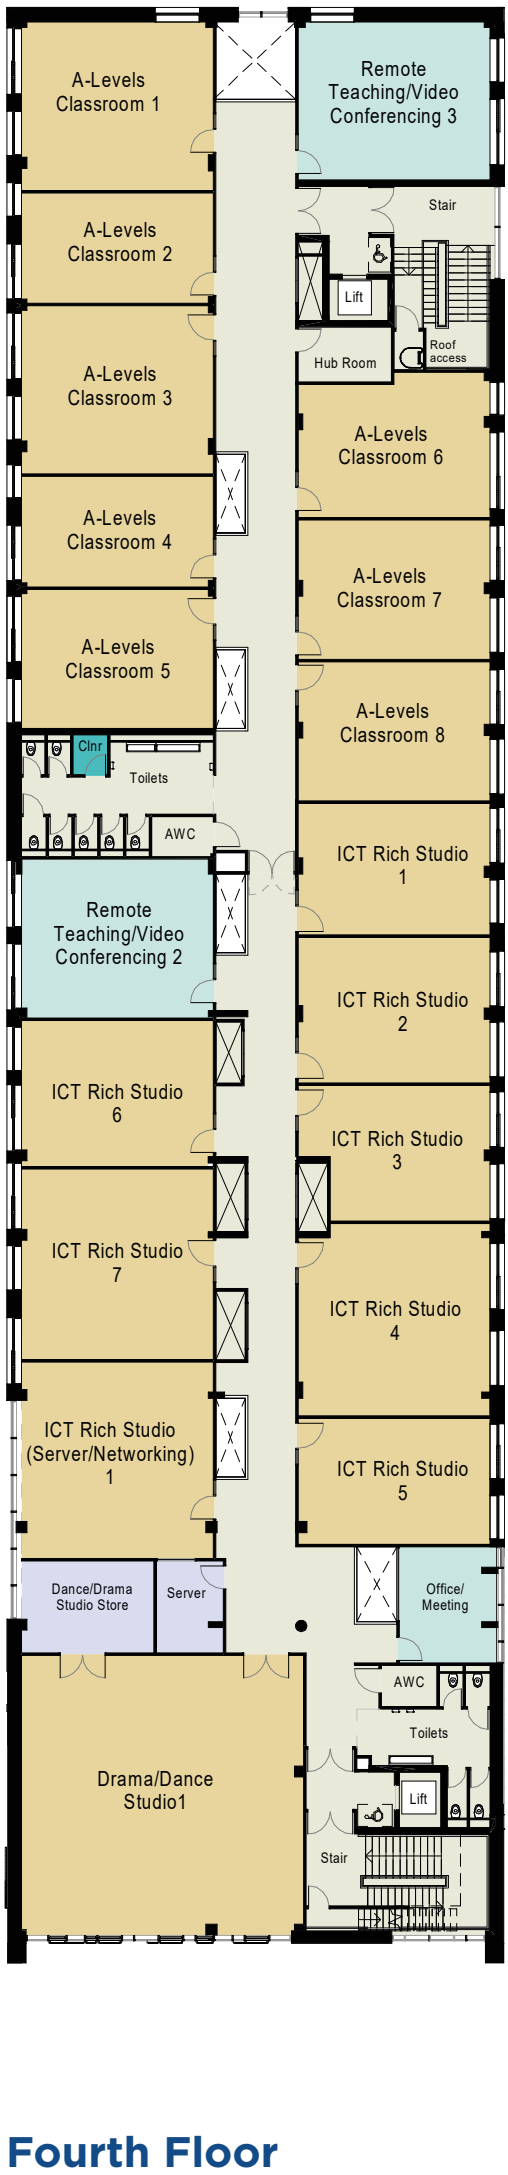 A-Levels
Classroom 1
Remote
Teaching/Video
Conferencing 3
Stair
A-Levels
Classroom 2
Lift
Roof
access
Hub Room
A-Levels
Classroom 3
A-Levels
Classroom 6
A-Levels
Classroom 4
A-Levels
Classroom 7
A-Levels
Classroom 5
A-Levels
Classroom 8
Clnr
Toilets
AWC
ICT Rich Studio
1
Remote
Teaching/Video
Conferencing 2
ICT Rich Studio
2
ICT Rich Studio
6
ICT Rich Studio
3
ICT Rich Studio
7
ICT Rich Studio
4
ICT Rich Studio
(Server/Networking)
1
ICT Rich Studio
5
Dance/Drama
Studio Store
Server
Office/
Meeting
AWC
Toilets
Drama/Dance
Studio1
Lift
Stair
Fourth Floor